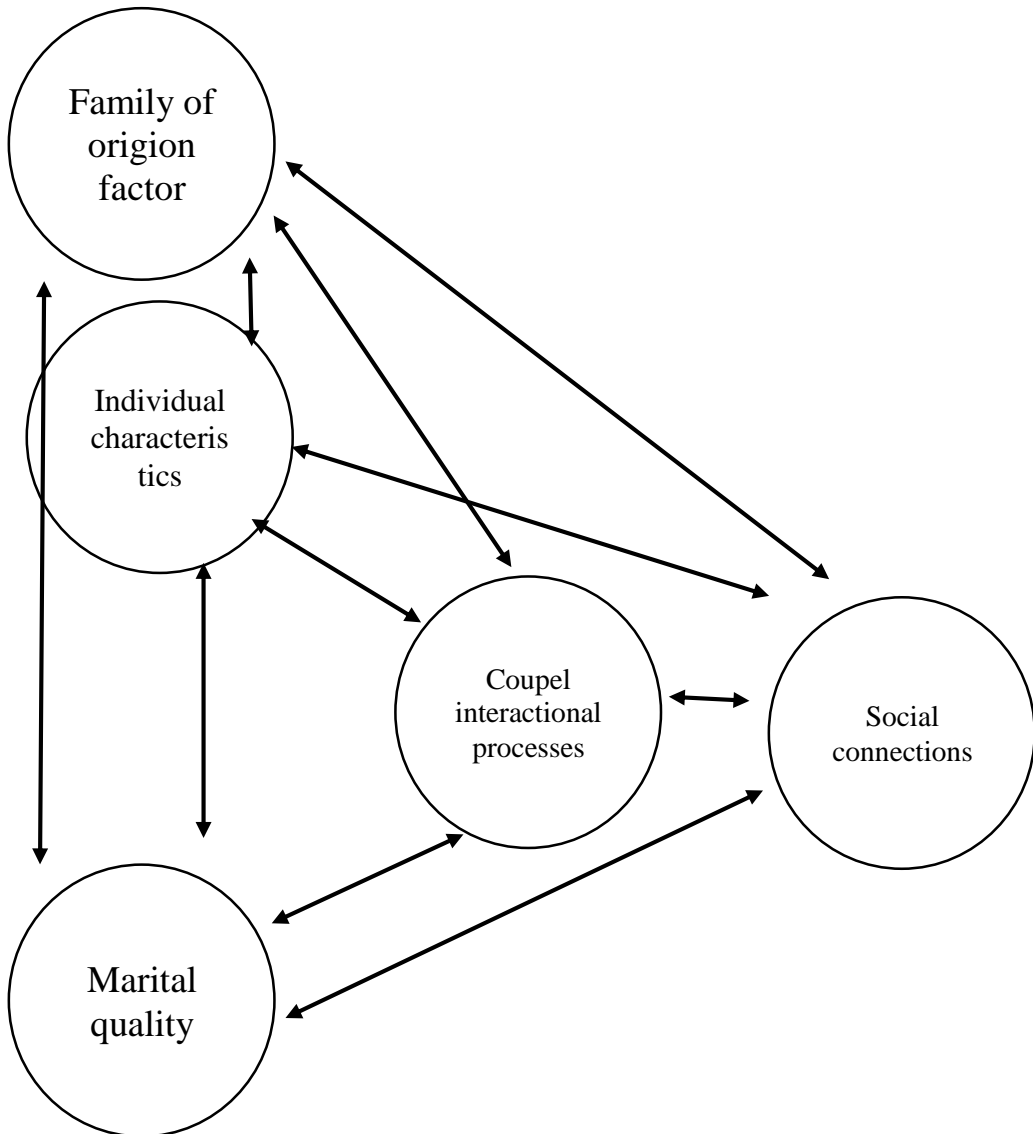 Family of
origion
factor
Individual
characteris
tics
Coupel
interactional
processes
Social
connections
Marital
quality